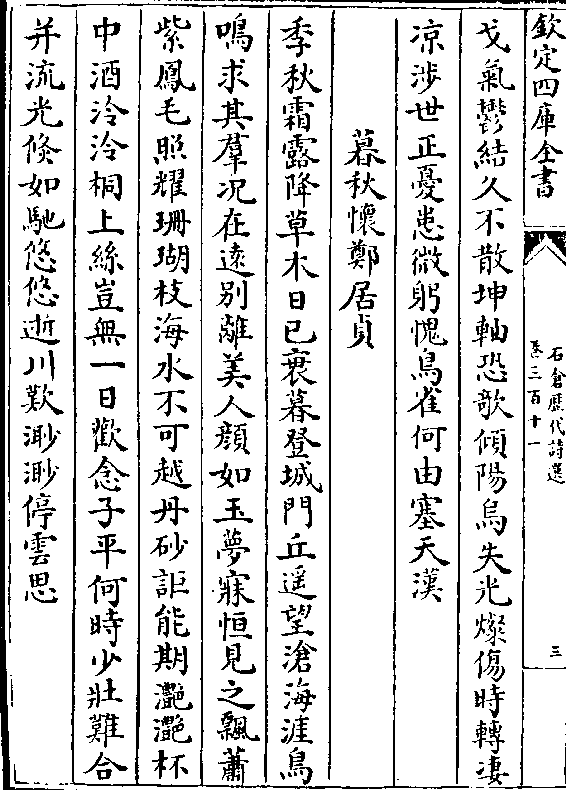 欽定四庫全書
石倉歷代詩選
卷三百十一
三
戈氣鬱結久不散坤軸恐欹傾陽烏失光燦傷時轉凄
凉涉世正憂患微躬愧鳥雀何由塞天漢
暮秋懷鄭居貞
季秋霜露降草木日已衰暮登城門丘遥望滄海涯鳥
鳴求其羣况在逺别離美人顔如玉夢寐恒見之飄蕭
紫鳳毛照耀珊瑚枝海水不可越丹砂詎能期灔灔杯
中酒泠泠桐上絲豈無一日歡念子平何時少壯難合
并流光倏如馳悠悠逝川歎渺渺停雲思